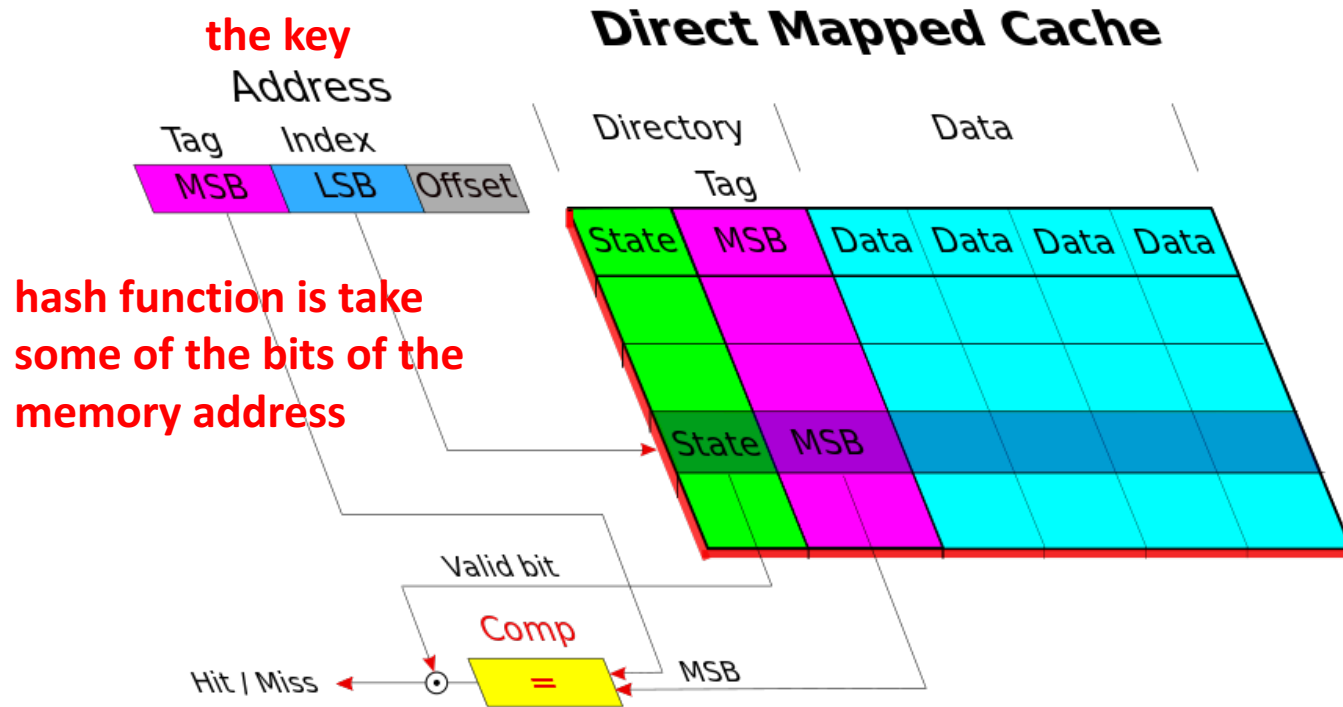 the key
Direct Mapped Cache
Address
Directory
Data
Tag
Index
Tag
MSB
LSB
Offset
State
MSB
Data
Data
Data
Data
hash function is take
some of the bits of the
memory address
State
MSB
Valid bit
Comp
Hit / Miss
=
MSB